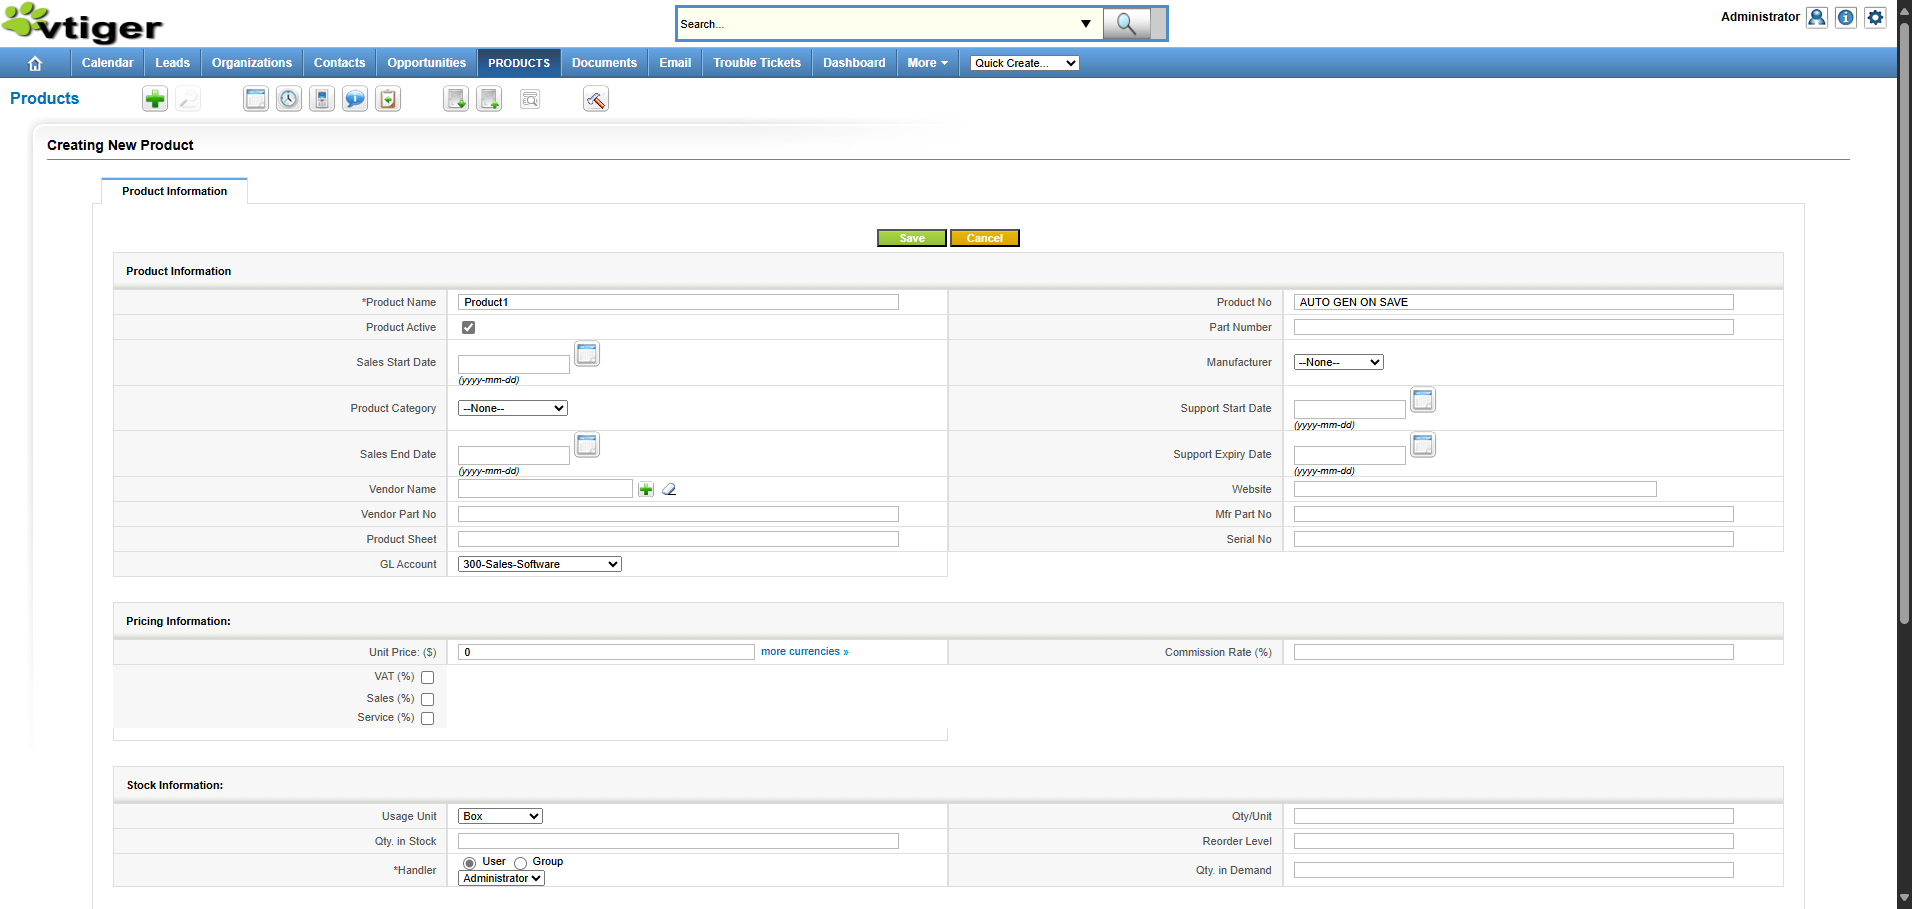 vtiger
Search...
Administrator
Calendar Leads Organizations Contacts Opportunities PRODUCTS Documents Email Trouble Tickets Dashboard More Quick Create...
Products
Creating New Product
Product Information
Save Cancel
Product Information
*Product Name Product1 Product No AUTO GEN ON SAVE
Product Active Part Number
Sales Start Date (yyyy-mm-dd) Manufacturer --None--
Product Category --None-- Support Start Date (yyyy-mm-dd)
Sales End Date (yyyy-mm-dd) Support Expiry Date (yyyy-mm-dd)
Vendor Name Website
Vendor Part No Mfr Part No
Product Sheet Serial No
GL Account 300-Sales-Software
Pricing Information:
Unit Price: ($) 0 more currencies » Commission Rate (%)
VAT (%)
Sales (%)
Service (%)
Stock Information:
Usage Unit Box Qty/Unit
Qty. in Stock Reorder Level
*Handler User Group Administrator Qty. in Demand